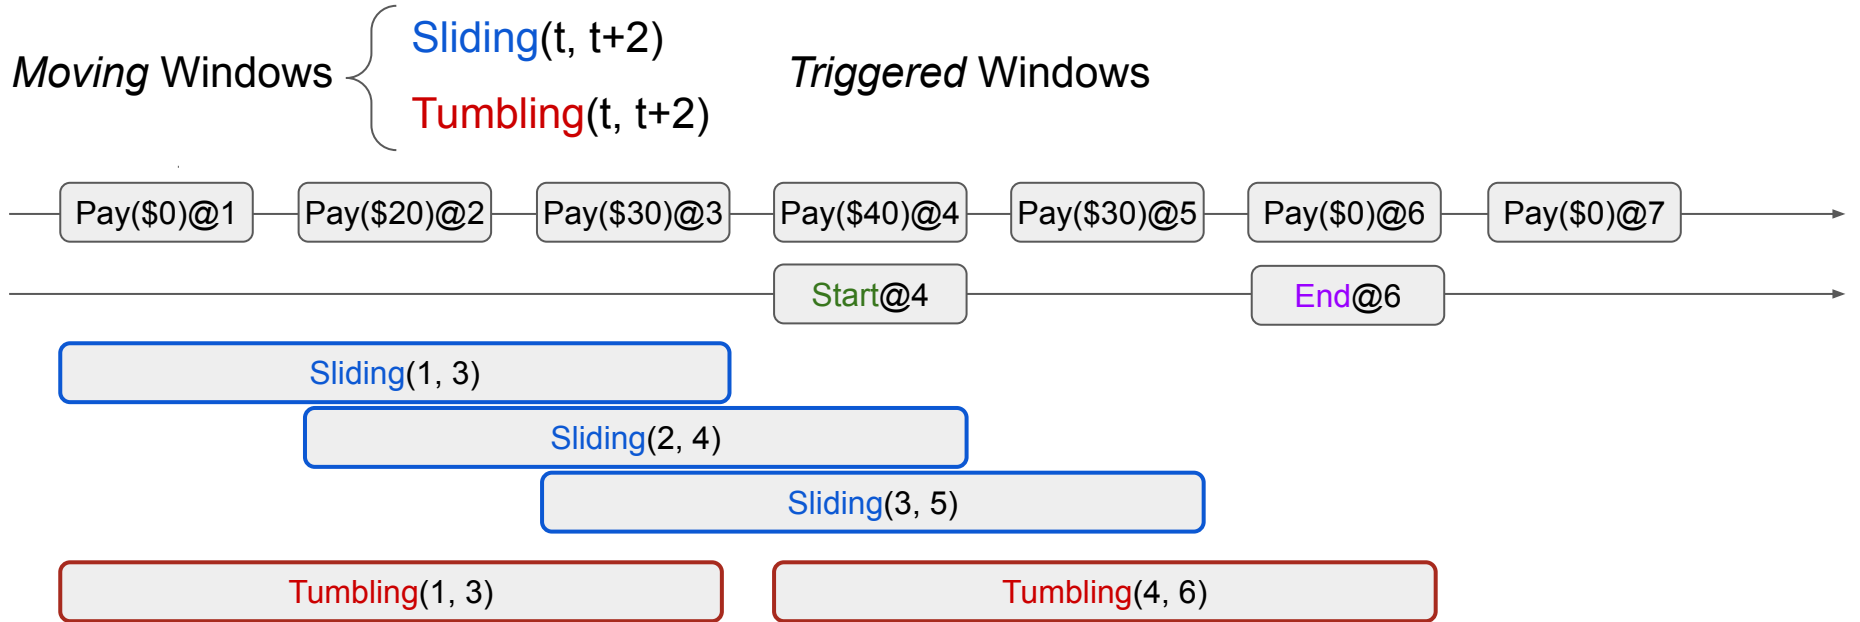 Moving Windows
Sliding(t, t+2)
Tumbling(t, t+2)
Triggered Windows
Pay($0)@1 Pay($20)@2 Pay($30)@3 Pay($40)@4 Pay($30)@5 Pay($0)@6 Pay($0)@7
Start@4 End@6
Sliding(1, 3)
Sliding(2, 4)
Sliding(3, 5)
Tumbling(1, 3) Tumbling(4, 6)